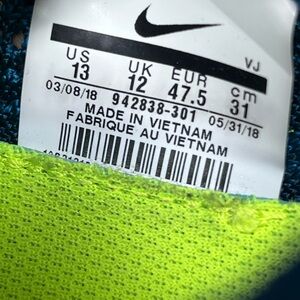 VJ
US UK EUR cm
13 12 47.5 31
03/08/18 942838-301 05/31/18
MADE IN VIETNAM
FABRIQUE AU VIETNAM